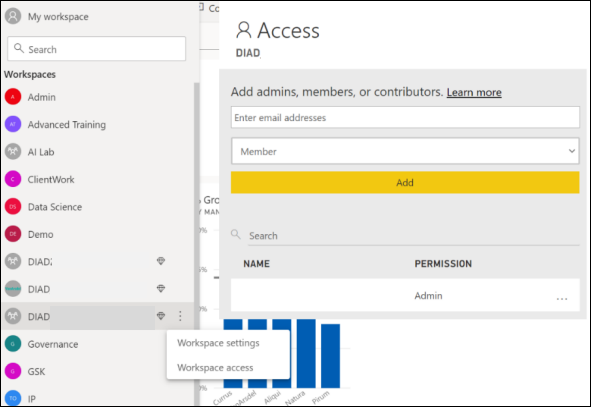 My workspace
Search
Workspaces
A Admin
AT Advanced Training
AI Lab
C ClientWork
DS Data Science
DE Demo
DIAD2
DIAD
DIAD
G Governance
G GSK
IP IP
Co
Gro
Y MAN
0%
%
%
0%
Currus
Aliqui
Natura
Pirum
Workspace settings
Workspace access
Access
DIAD
Add admins, members, or contributors. Learn more
Enter email addresses
Member
Add
Search
NAME PERMISSION
Admin ...